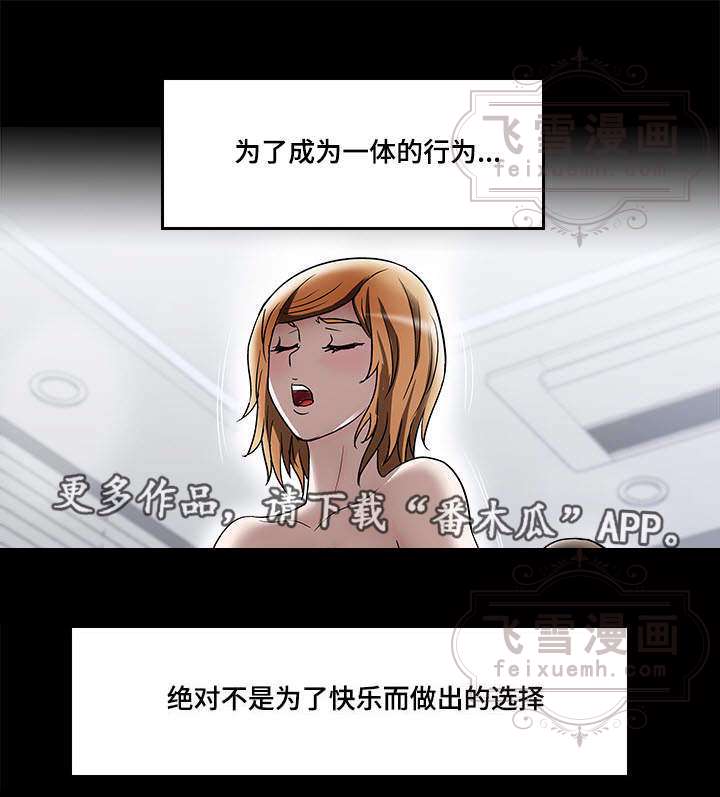 飞雪漫画
feixuemh.com
为了成为一体的行为...
更多作品，请下载“番木瓜”APP。
飞雪漫画
feixuemh.com
绝对不是为了快乐而做出的选择